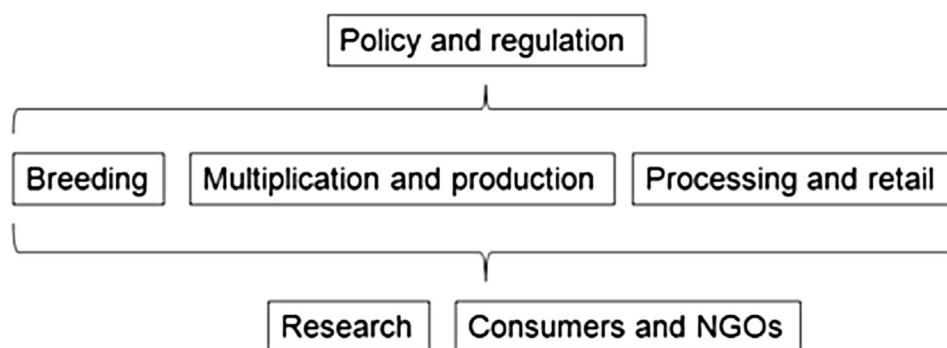 Policy and regulation
Breeding
Multiplication and production
Processing and retail
Research
Consumers and NGOs